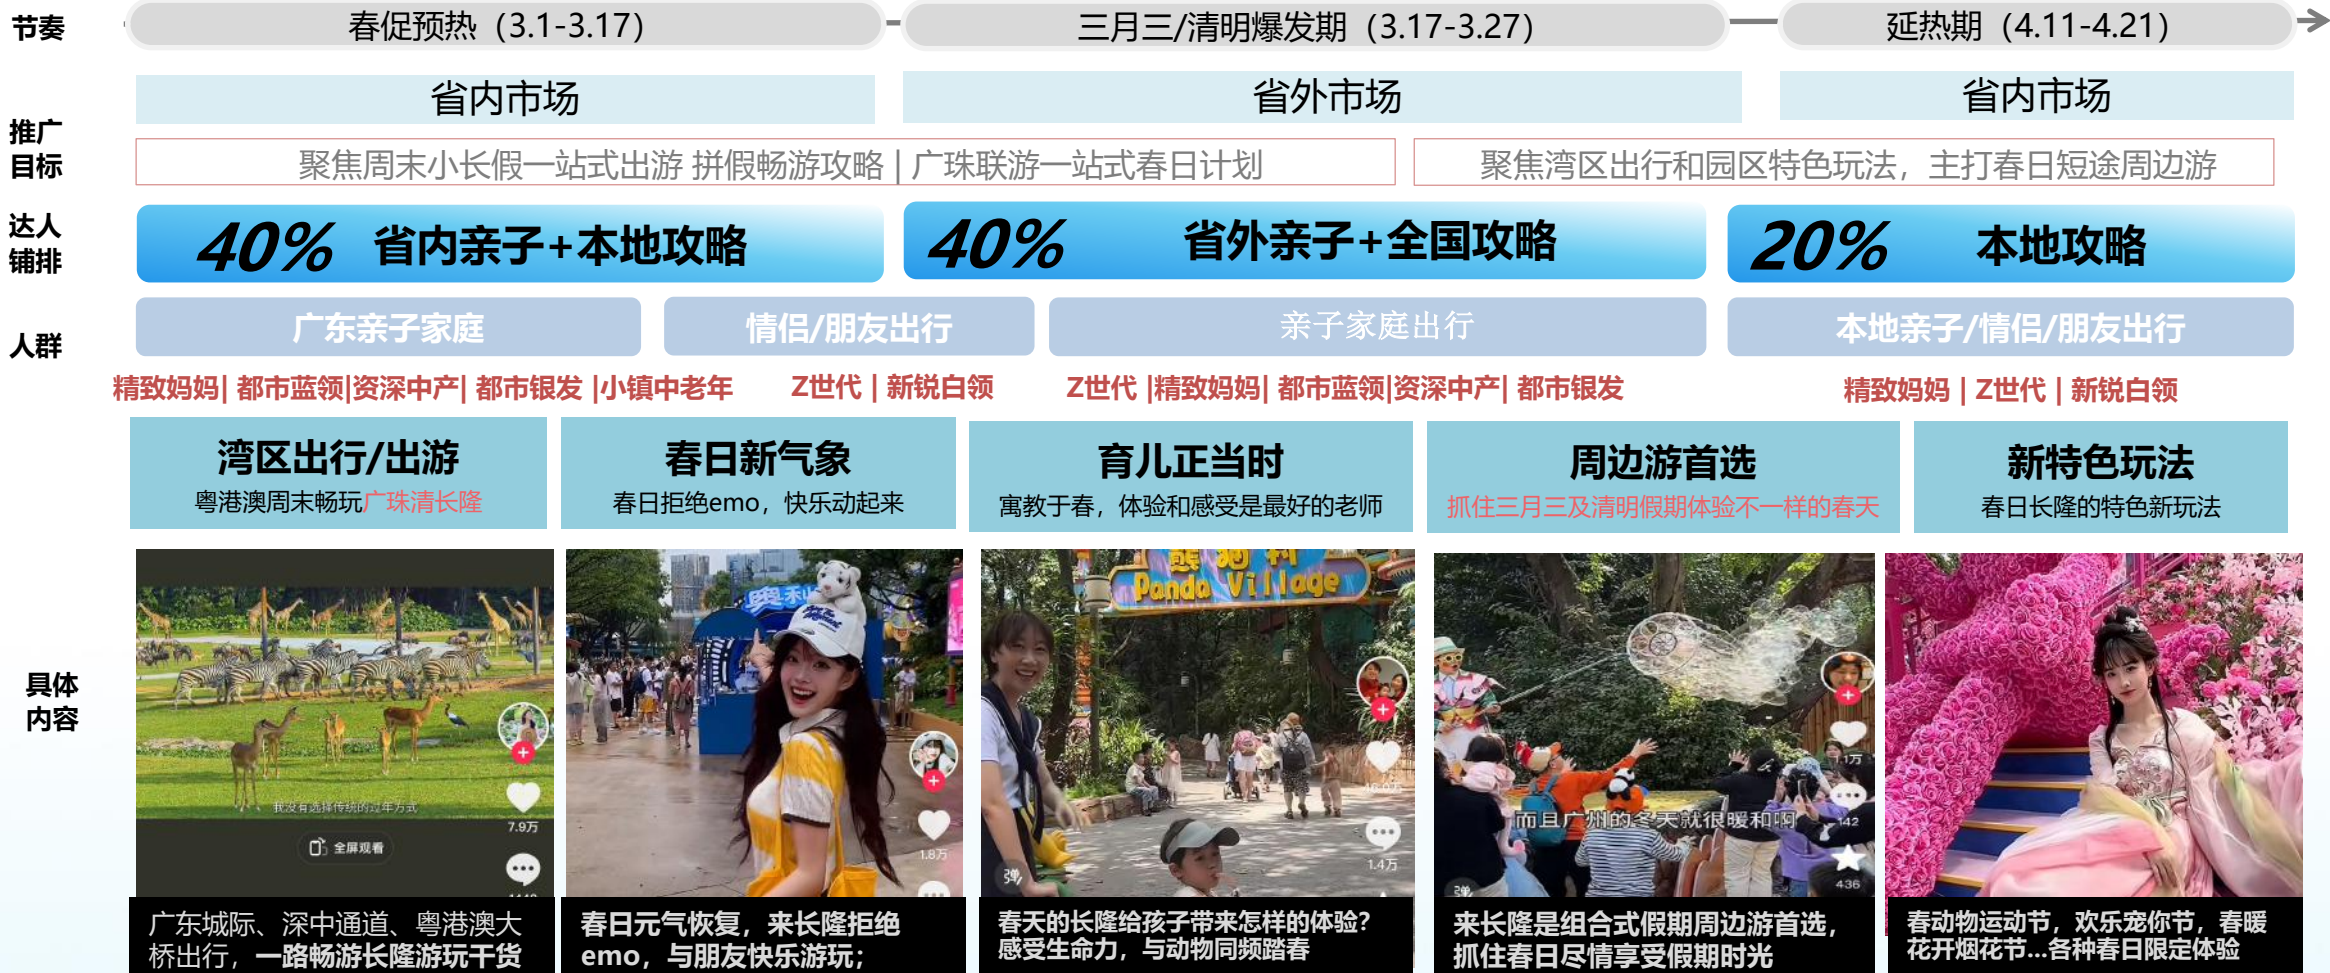 节奏
春促预热（3.1-3.17）
三月三/清明爆发期（3.17-3.27）
延热期（4.11-4.21）
推广
目标
省内市场
省外市场
省内市场
聚焦周末小长假一站式出游 拼假畅游攻略 | 广珠联游一站式春日计划
聚焦湾区出行和园区特色玩法，主打春日短途周边游
达人
铺排
40% 省内亲子+本地攻略
40% 省外亲子+全国攻略
20% 本地攻略
人群
广东亲子家庭
情侣/朋友出行
亲子家庭出行
本地亲子/情侣/朋友出行
精致妈妈| 都市蓝领|资深中产| 都市银发 |小镇中老年
Z世代 | 新锐白领
Z世代 |精致妈妈| 都市蓝领|资深中产| 都市银发
精致妈妈 | Z世代 | 新锐白领
湾区出行/出游
粤港澳周末畅玩广珠清长隆
春日新气象
春日拒绝emo，快乐动起来
育儿正当时
寓教于春，体验和感受是最好的老师
周边游首选
抓住三月三及清明假期体验不一样的春天
新特色玩法
春日长隆的特色新玩法
具体
内容
我没有选择传统的过年方式
全屏观看
7.9万
1.8万
熊猫村
Panda Village
弹
1.4万
而且广州的冬天就很暖和啊
1.1万
142
436
弹
广东城际、深中通道、粤港澳大
桥出行，一路畅游长隆游玩干货
春日元气恢复，来长隆拒绝
emo，与朋友快乐游玩；
春天的长隆给孩子带来怎样的体验？
感受生命力，与动物同频踏春
来长隆是组合式假期周边游首选，
抓住春日尽情享受假期时光
春动物运动节，欢乐宠你节，春暖
花开烟花节...各种春日限定体验